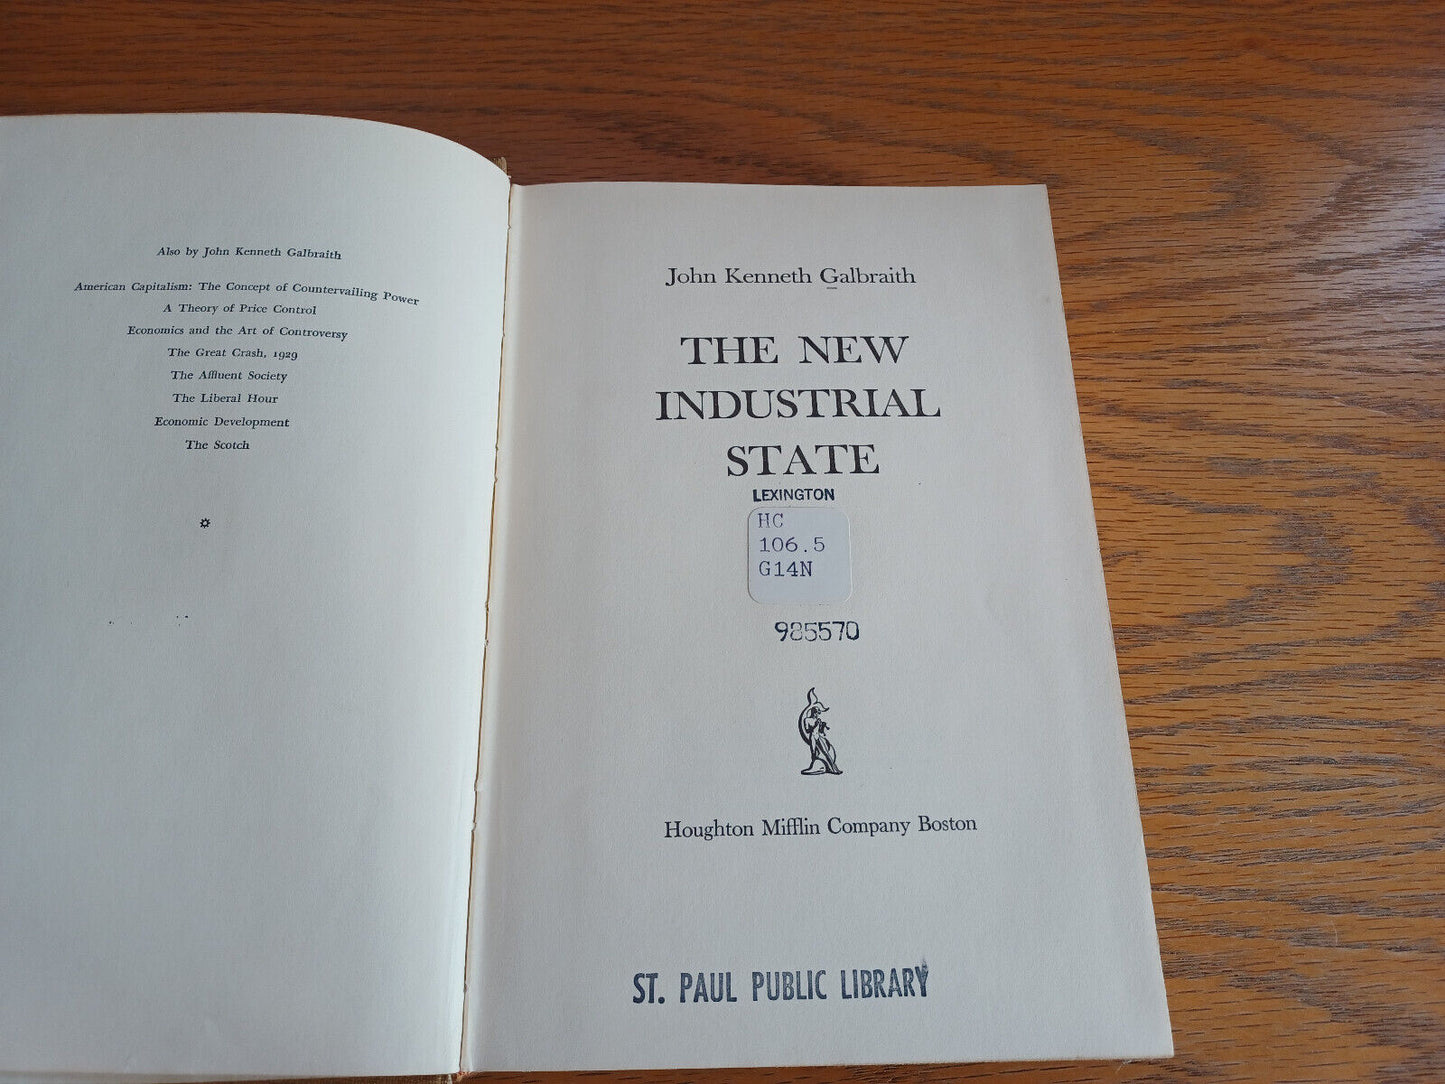 Also by John Kenneth Galbraith
American Capitalism: The Concept of Countervailing Power
A Theory of Price Control
Economics and the Art of Controversy
The Great Crash, 1929
The Affluent Society
The Liberal Hour
Economic Development
The Scotch
John Kenneth Galbraith
THE NEW
INDUSTRIAL
STATE
LEXINGTON
HC
106.5
G14N
985570
Houghton Mifflin Company Boston
ST. PAUL PUBLIC LIBRARY